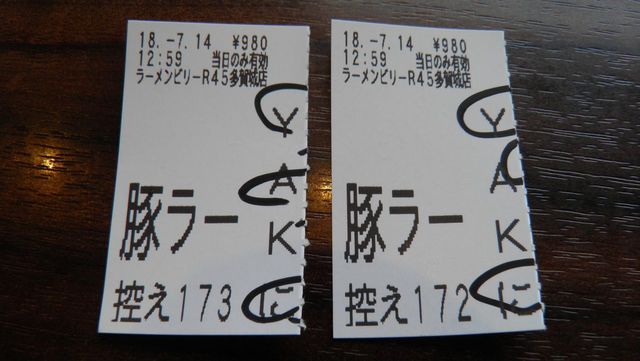 18.-7.14 ¥980
12:59 当日のみ有効
ラーメンビリーR45多賀城店
Y
A
豚ラー K
控え173 に
18.-7.14 ¥980
12:59 当日のみ有効
ラーメンビリーR45多賀城店
Y
A
豚ラー K
控え172 に